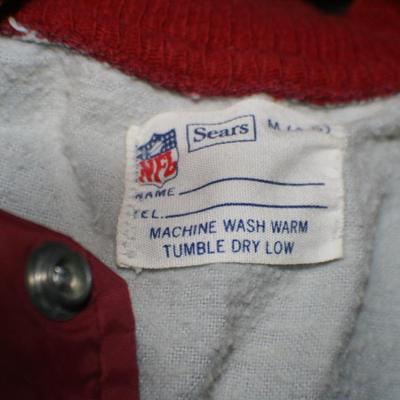 NFL
Sears
NAME
TEL.
MACHINE WASH WARM
TUMBLE DRY LOW